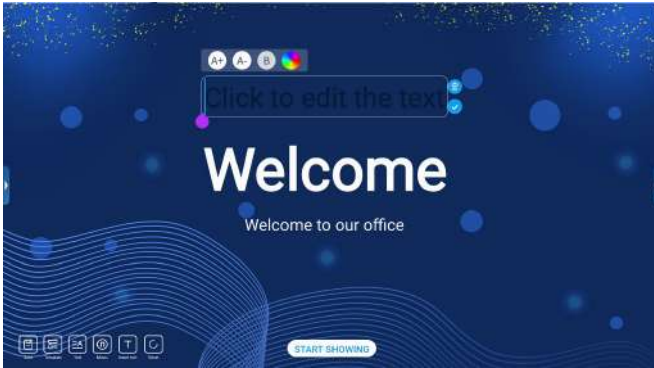 A+ A- B
Click to edit the text
Welcome
Welcome to our office
START SHOWING